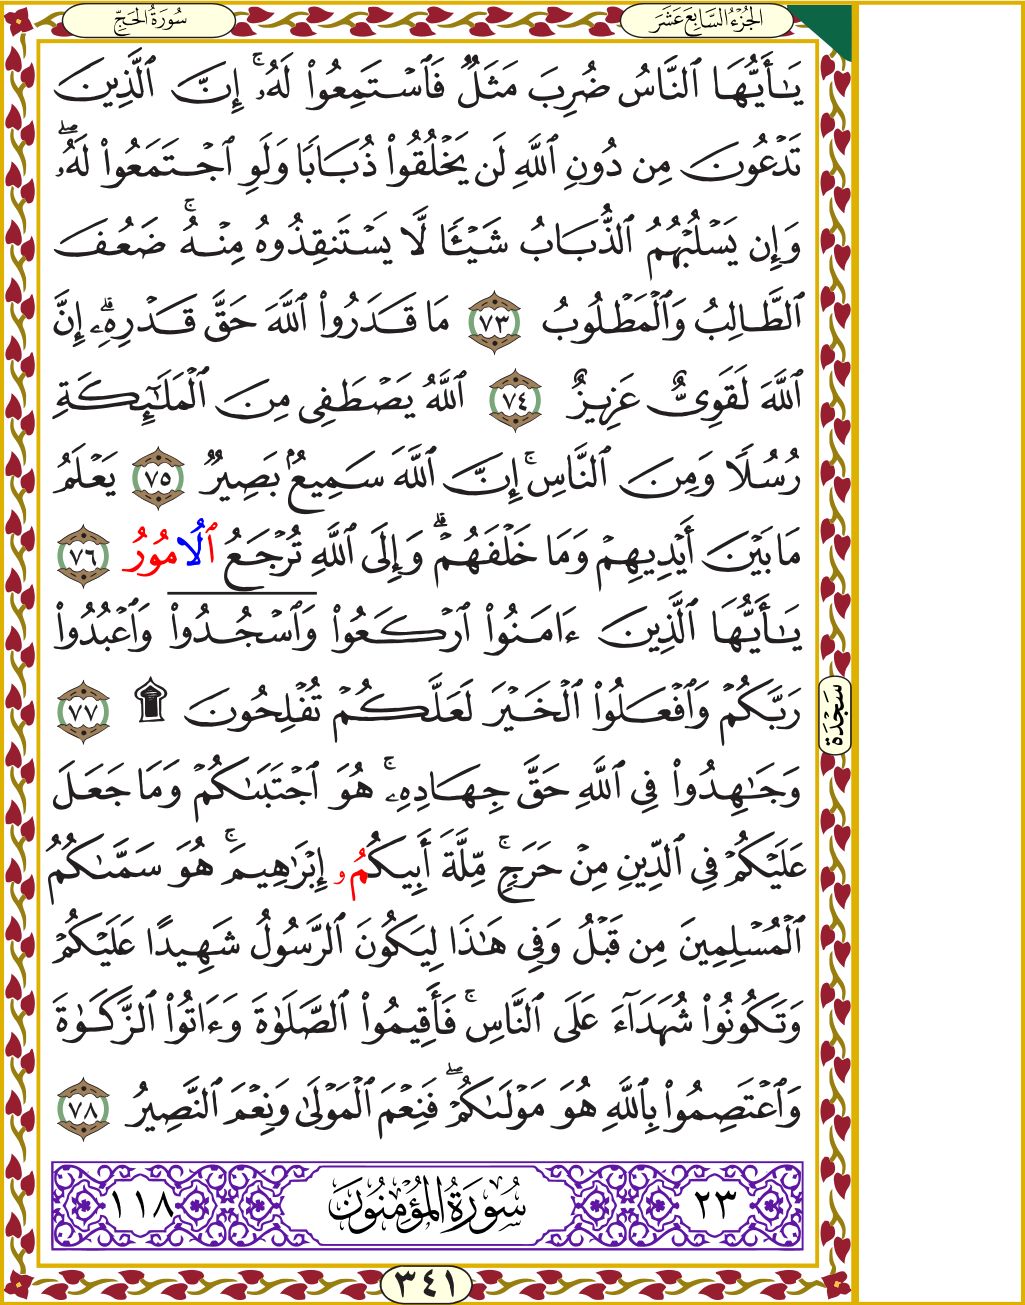 الجُزْءُ السَّابِعَ عَشَرَ
سُورَةُ الحَجِّ
يَٰٓأَيُّهَا ٱلنَّاسُ ضُرِبَ مَثَلٌ فَٱسْتَمِعُوا۟ لَهُۥٓ ۚ إِنَّ ٱلَّذِينَ
تَدْعُونَ مِن دُونِ ٱللَّهِ لَن يَخْلُقُوا۟ ذُبَابًا وَلَوِ ٱجْتَمَعُوا۟ لَهُۥ ۖ
وَإِن يَسْلُبْهُمُ ٱلذُّبَابُ شَيْـًٔا لَّا يَسْتَنقِذُوهُ مِنْهُ ۚ ضَعُفَ
ٱلطَّالِبُ وَٱلْمَطْلُوبُ ٧٣ مَا قَدَرُوا۟ ٱللَّهَ حَقَّ قَدْرِهِۦٓ ۗ إِنَّ
ٱللَّهَ لَقَوِىٌّ عَزِيزٌ ٧٤ ٱللَّهُ يَصْطَفِى مِنَ ٱلْمَلَٰٓئِكَةِ
رُسُلًا وَمِنَ ٱلنَّاسِ ۚ إِنَّ ٱللَّهَ سَمِيعٌۢ بَصِيرٌ ٧٥ يَعْلَمُ
مَا بَيْنَ أَيْدِيهِمْ وَمَا خَلْفَهُمْ ۗ وَإِلَى ٱللَّهِ تُرْجَعُ ٱلُامُورُ ٧٦
يَٰٓأَيُّهَا ٱلَّذِينَ ءَامَنُوا۟ ٱرْكَعُوا۟ وَٱسْجُدُوا۟ وَٱعْبُدُوا۟
رَبَّكُمْ وَٱفْعَلُوا۟ ٱلْخَيْرَ لَعَلَّكُمْ تُفْلِحُونَ ۩ ٧٧
سَجْدَة
وَجَٰهِدُوا۟ فِى ٱللَّهِ حَقَّ جِهَادِهِۦ ۚ هُوَ ٱجْتَبَىٰكُمْ وَمَا جَعَلَ
عَلَيْكُمْ فِى ٱلدِّينِ مِنْ حَرَجٍ ۚ مِّلَّةَ أَبِيكُمُۥ إِبْرَٰهِيمَ ۚ هُوَ سَمَّىٰكُمُ
ٱلْمُسْلِمِينَ مِن قَبْلُ وَفِى هَٰذَا لِيَكُونَ ٱلرَّسُولُ شَهِيدًا عَلَيْكُمْ
وَتَكُونُوا۟ شُهَدَآءَ عَلَى ٱلنَّاسِ ۚ فَأَقِيمُوا۟ ٱلصَّلَوٰةَ وَءَاتُوا۟ ٱلزَّكَوٰةَ
وَٱعْتَصِمُوا۟ بِٱللَّهِ هُوَ مَوْلَىٰكُمْ ۖ فَنِعْمَ ٱلْمَوْلَىٰ وَنِعْمَ ٱلنَّصِيرُ ٧٨
٢٣ سُورَةُ المُؤْمِنُونَ ١١٨
٣٤١